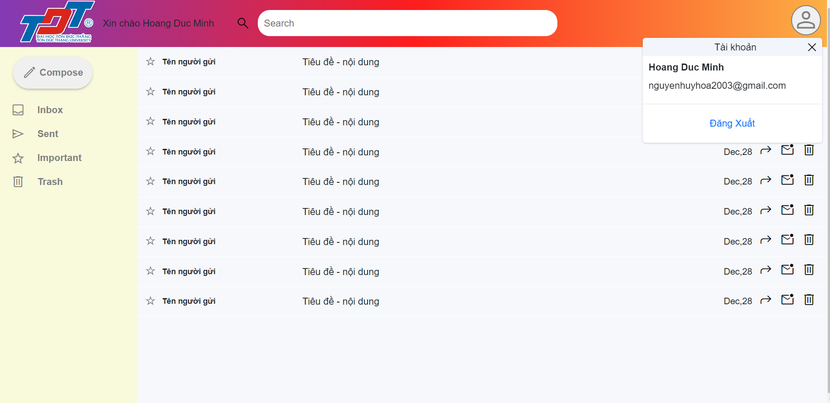 TDT
ĐẠI HỌC TÔN ĐỨC THẮNG
TON DUC THANG UNIVERSITY
®
Xin chào Hoang Duc Minh
Search
Tài khoản
Hoang Duc Minh
nguyenhuyhoa2003@gmail.com
Đăng Xuất
Compose
Inbox
Sent
Important
Trash
Tên người gửi Tiêu đề - nội dung
Tên người gửi Tiêu đề - nội dung
Tên người gửi Tiêu đề - nội dung
Tên người gửi Tiêu đề - nội dung Dec,28
Tên người gửi Tiêu đề - nội dung Dec,28
Tên người gửi Tiêu đề - nội dung Dec,28
Tên người gửi Tiêu đề - nội dung Dec,28
Tên người gửi Tiêu đề - nội dung Dec,28
Tên người gửi Tiêu đề - nội dung Dec,28